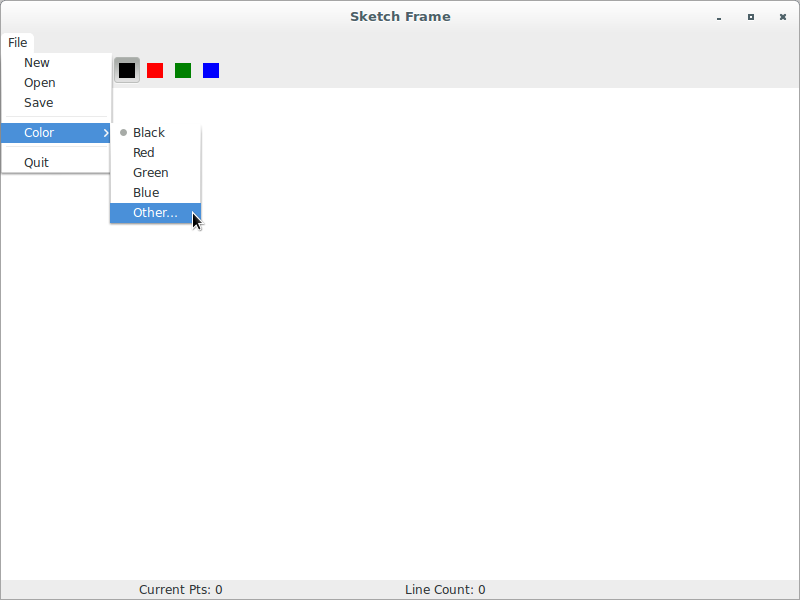 Sketch Frame
File
New
Open
Save
Color
Quit
Black
Red
Green
Blue
Other...
Current Pts: 0
Line Count: 0